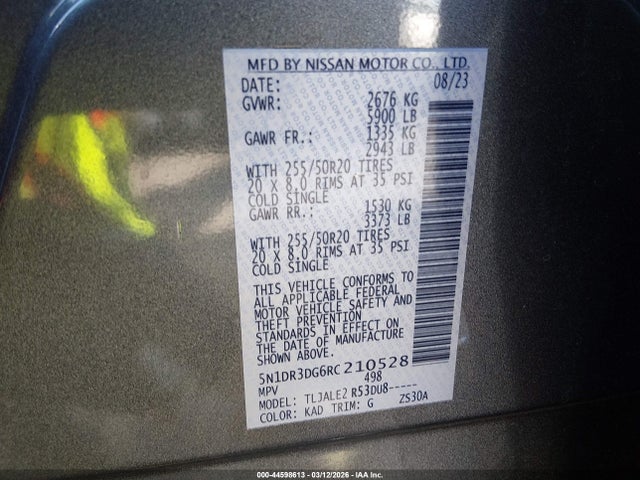 MFD BY NISSAN MOTOR CO., LTD.
DATE: 08/23
GVWR: 2676 KG
5900 LB
GAWR FR.: 1335 KG
2943 LB
WITH 255/50R20 TIRES
20 X 8.0 RIMS AT 35 PSI
COLD SINGLE
GAWR RR.: 1530 KG
3373 LB
WITH 255/50R20 TIRES
20 X 8.0 RIMS AT 35 PSI
COLD SINGLE
THIS VEHICLE CONFORMS TO
ALL APPLICABLE FEDERAL
MOTOR VEHICLE SAFETY AND
THEFT PREVENTION
STANDARDS IN EFFECT ON
THE DATE OF MANUFACTURE
SHOWN ABOVE.
5N1DR3DG6RC210528
MPV 498
MODEL: TLJALE2 R53DU8-----
COLOR: KAD TRIM: G ZS30A
000-44598613 - 03/12/2026 - IAA Inc.